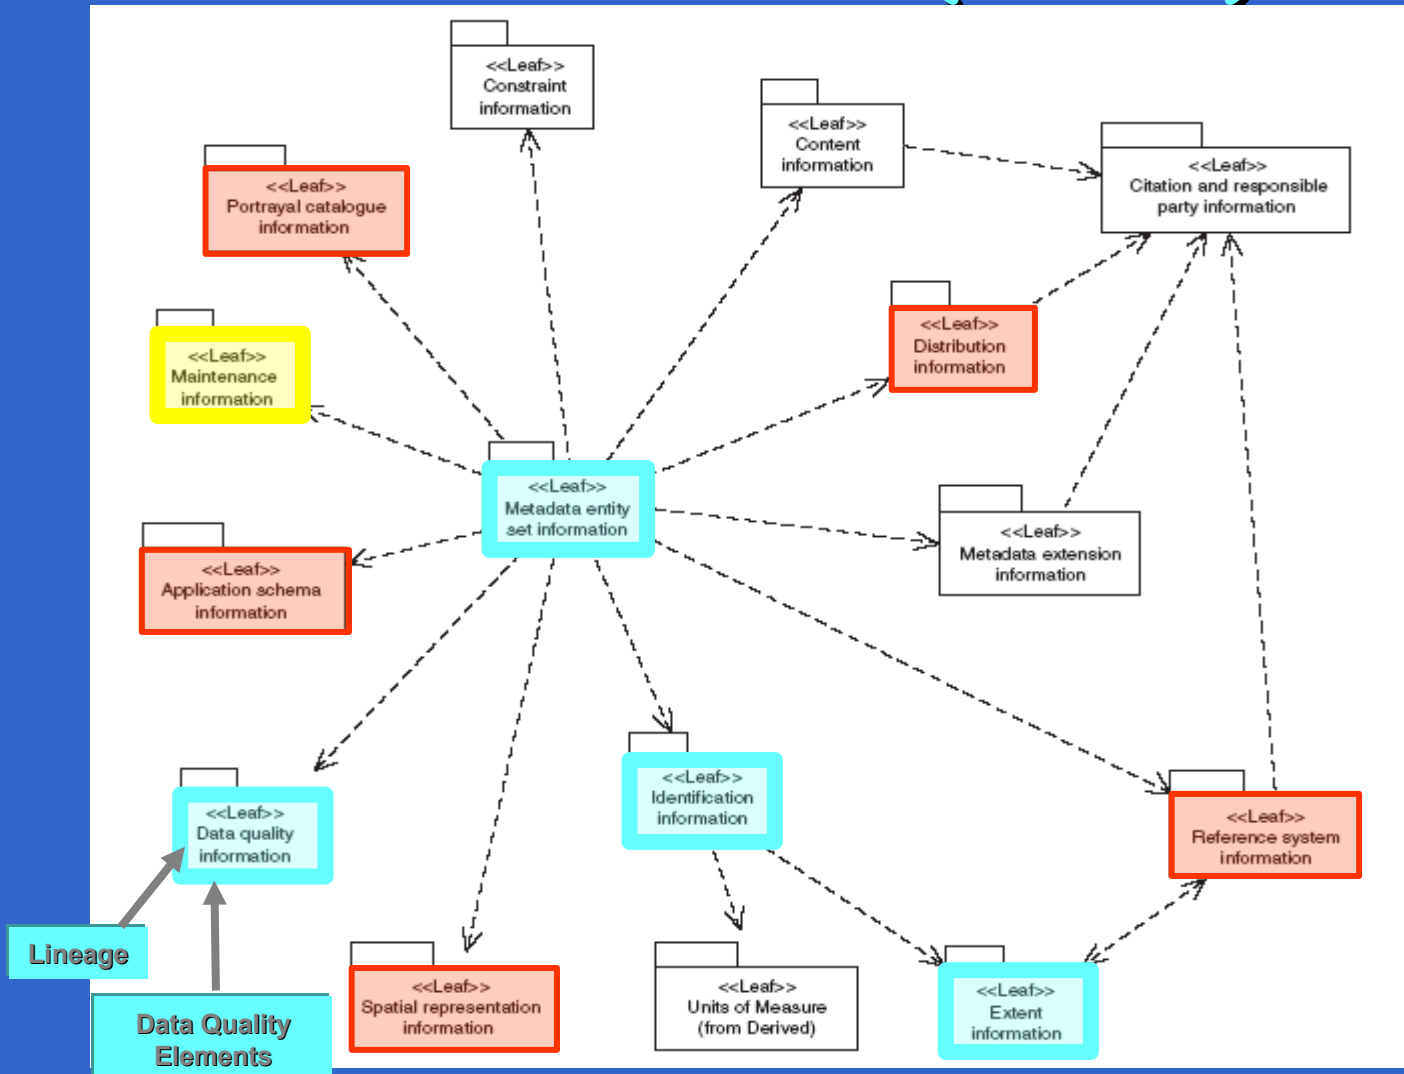 <<Leaf>>
Constraint
information
<<Leaf>>
Content
information
<<Leaf>>
Citation and responsible
party information
<<Leaf>>
Portrayal catalogue
information
<<Leaf>>
Distribution
information
<<Leaf>>
Maintenance
information
<<Leaf>>
Metadata entity
set information
<<Leaf>>
Metadata extension
information
<<Leaf>>
Application schema
information
<<Leaf>>
Identification
information
<<Leaf>>
Data quality
information
<<Leaf>>
Reference system
information
Lineage
<<Leaf>>
Spatial representation
information
<<Leaf>>
Units of Measure
(from Derived)
<<Leaf>>
Extent
information
Data Quality
Elements